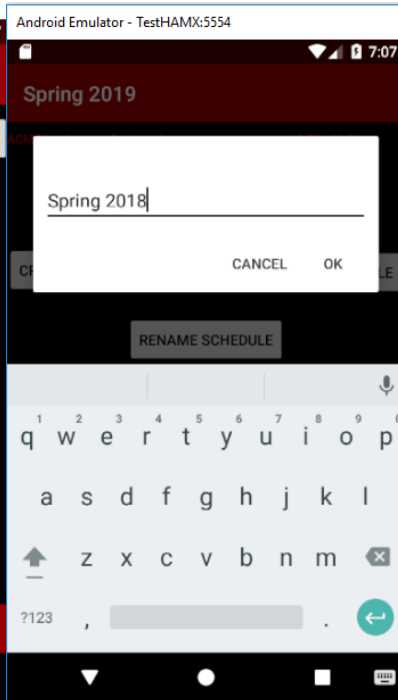 Android Emulator - TestHAMX:5554
7:07
Spring 2019
Spring 2018
CANCEL OK
LE
RENAME SCHEDULE
1 2 3 4 5 6 7 8 9 0
q w e r t y u i o p
a s d f g h j k l
z x c v b n m
?123 , .